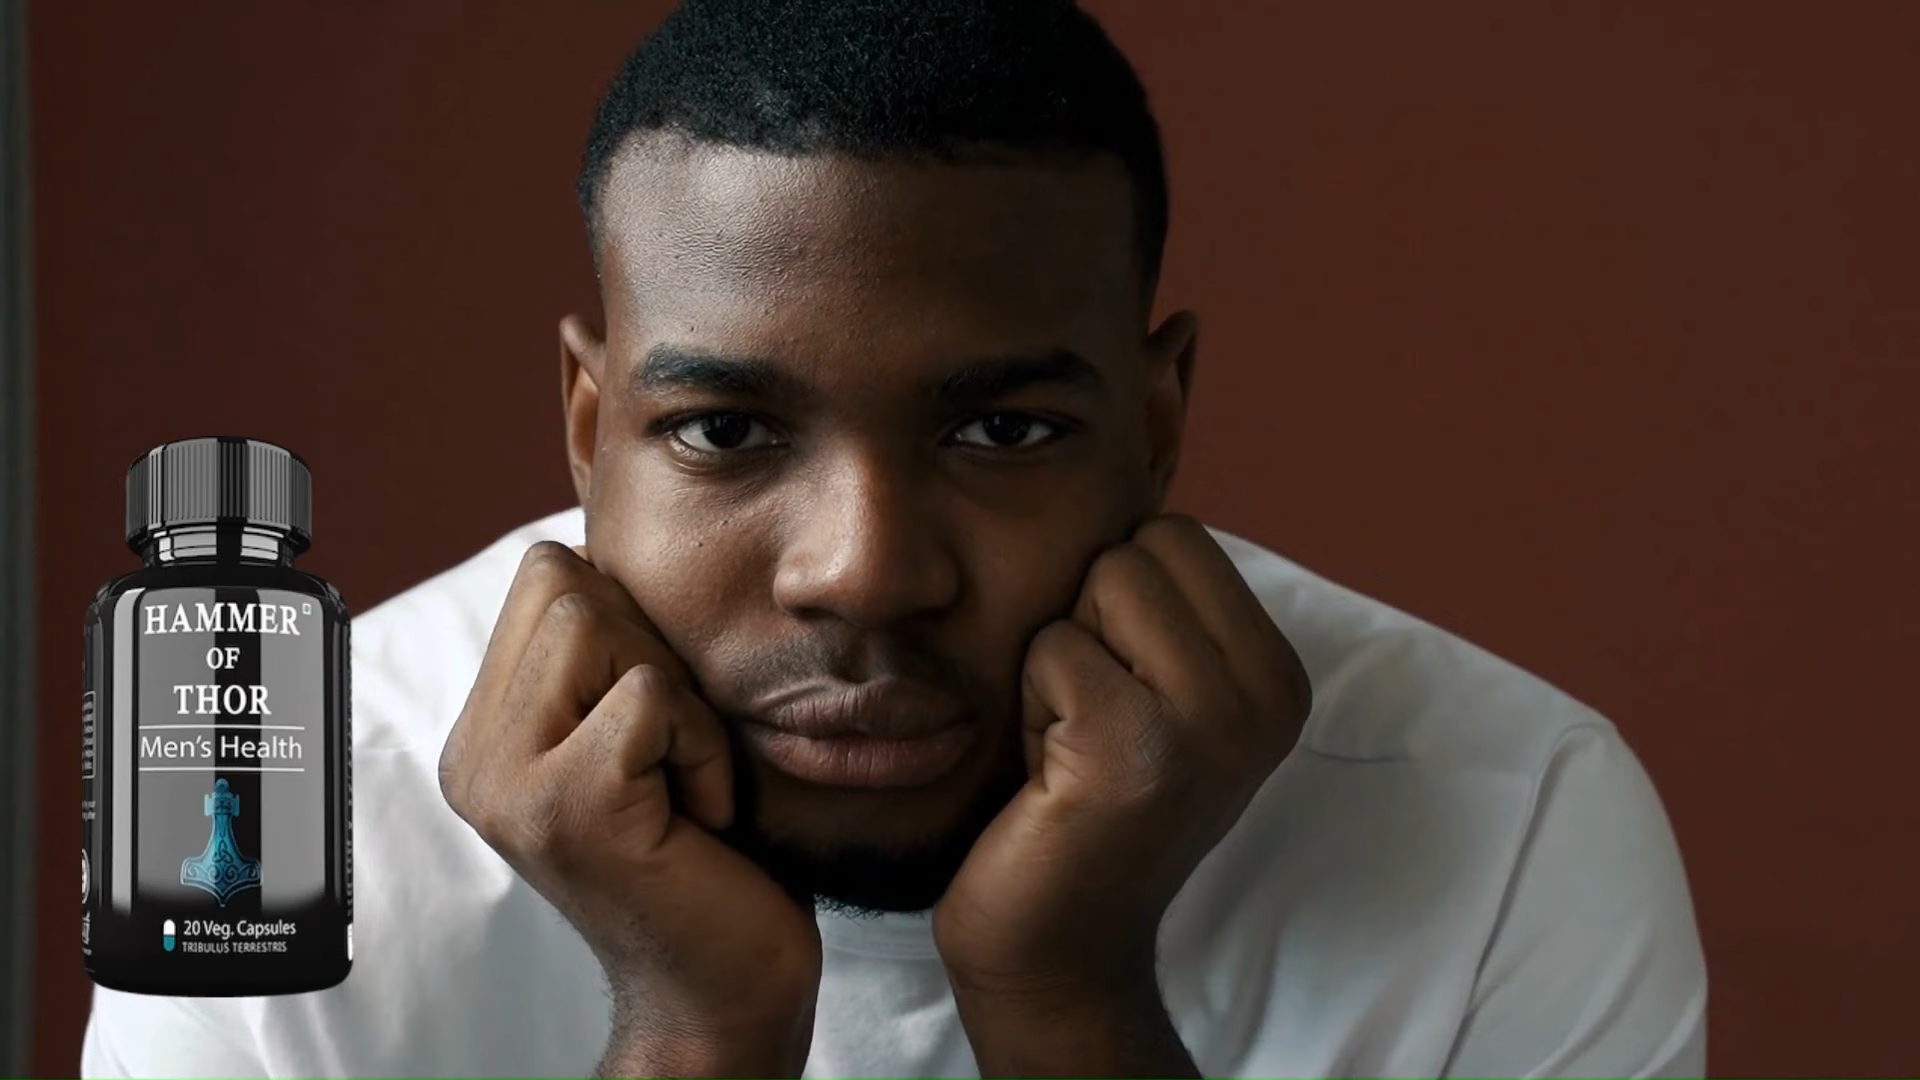 HAMMER
OF
THOR
Men's Health
20 Veg. Capsules
TRIBULUS TERRESTRIS